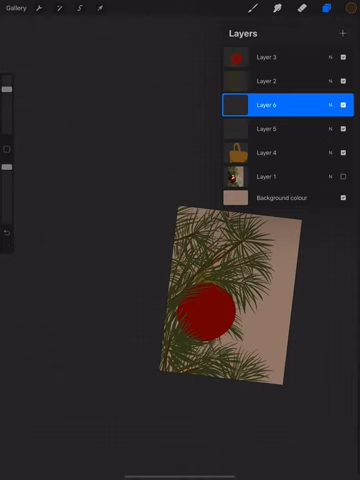 Gallery
Layers
Layer 3 N
Layer 2 N
Layer 6 N
Layer 5 N
Layer 4 N
Layer 1 N
Background colour